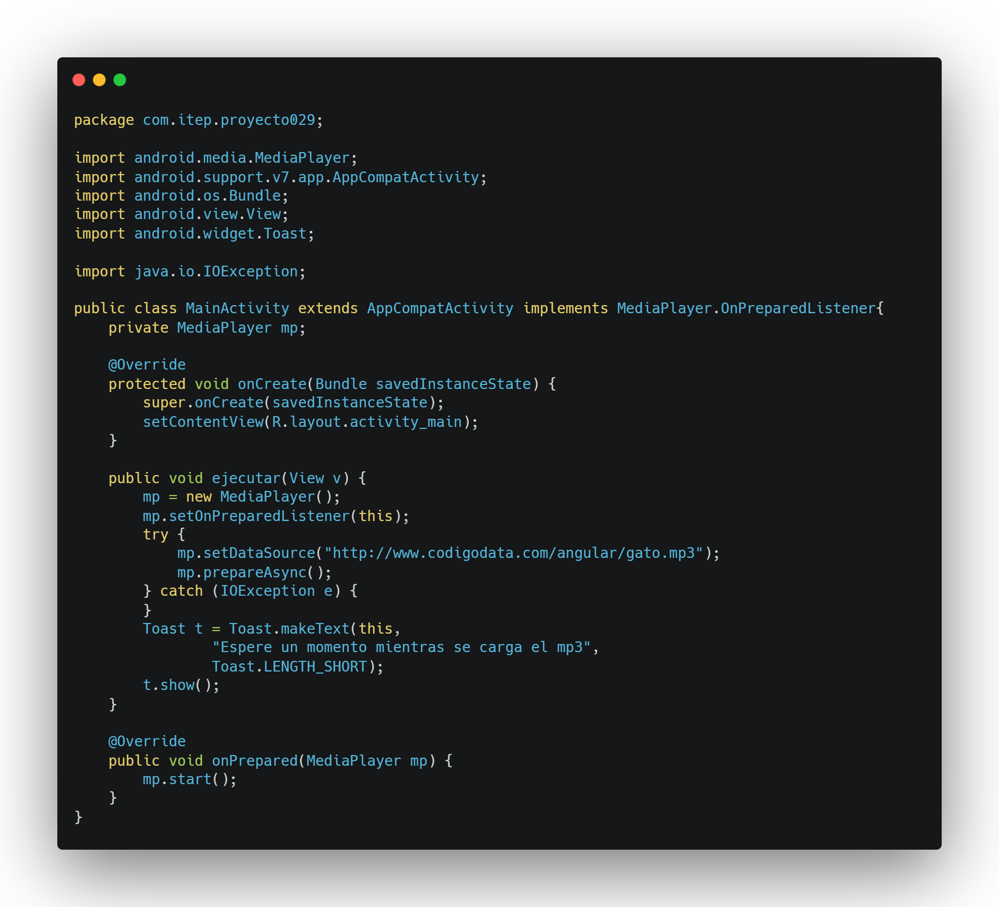 package com.itep.proyecto029;

import android.media.MediaPlayer;
import android.support.v7.app.AppCompatActivity;
import android.os.Bundle;
import android.view.View;
import android.widget.Toast;

import java.io.IOException;

public class MainActivity extends AppCompatActivity implements MediaPlayer.OnPreparedListener{
    private MediaPlayer mp;

    @Override
    protected void onCreate(Bundle savedInstanceState) {
        super.onCreate(savedInstanceState);
        setContentView(R.layout.activity_main);
    }

    public void ejecutar(View v) {
        mp = new MediaPlayer();
        mp.setOnPreparedListener(this);
        try {
            mp.setDataSource("http://www.codigodata.com/angular/gato.mp3");
            mp.prepareAsync();
        } catch (IOException e) {
        }
        Toast t = Toast.makeText(this,
                "Espere un momento mientras se carga el mp3",
                Toast.LENGTH_SHORT);
        t.show();
    }

    @Override
    public void onPrepared(MediaPlayer mp) {
        mp.start();
    }
}